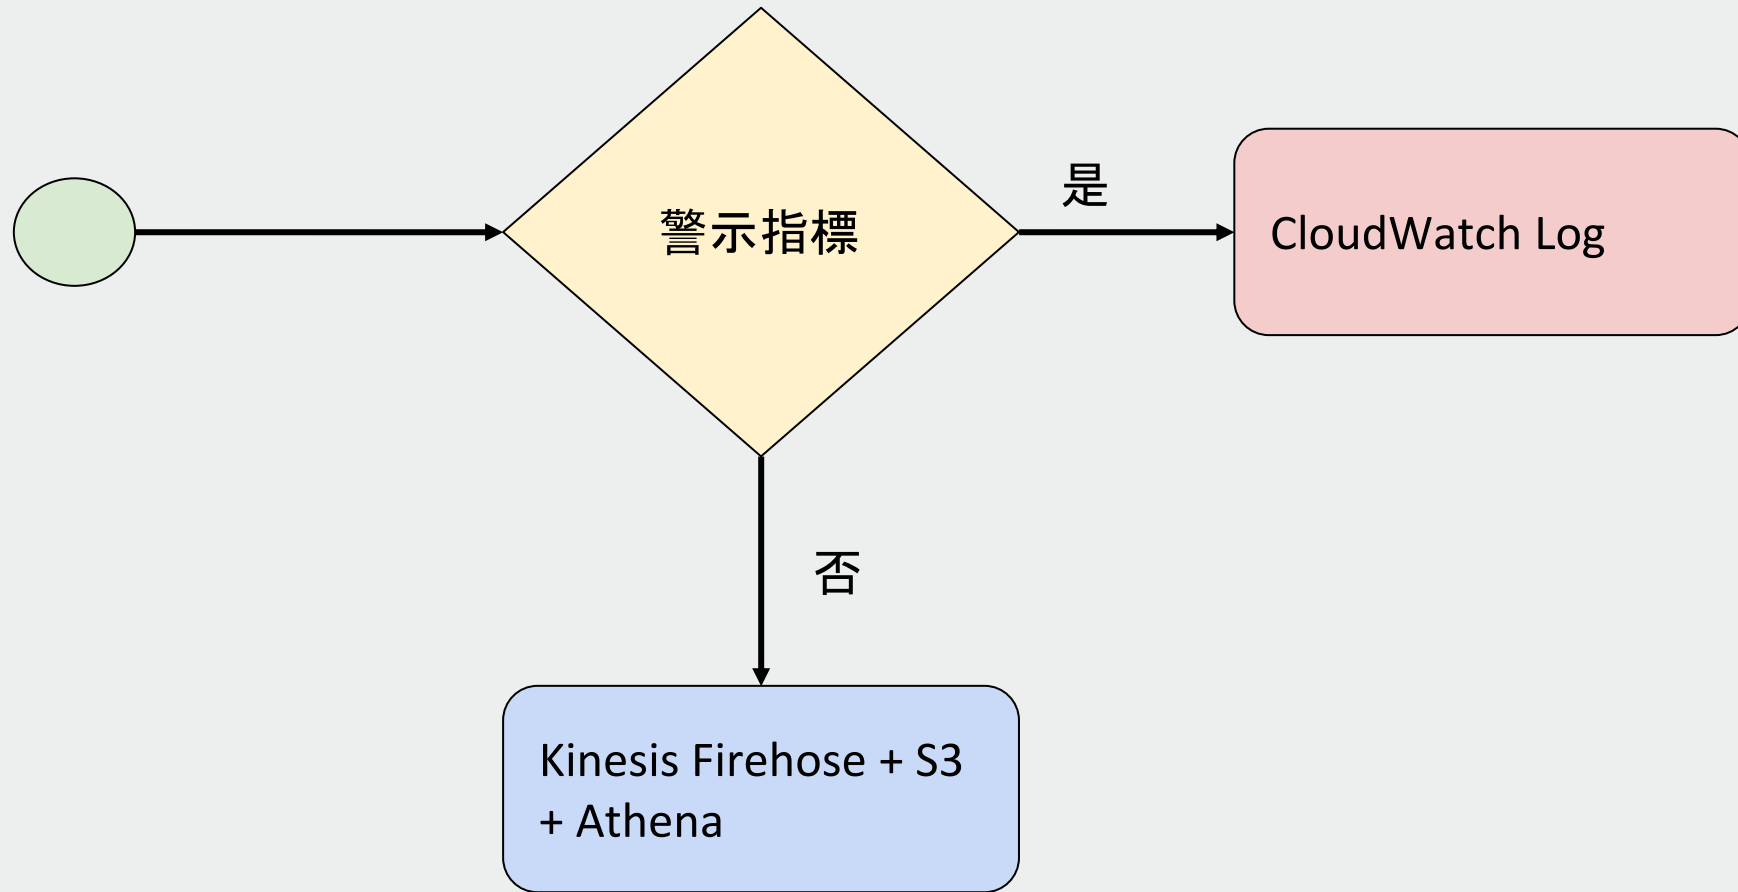 警示指標
是
CloudWatch Log
否
Kinesis Firehose + S3
+ Athena